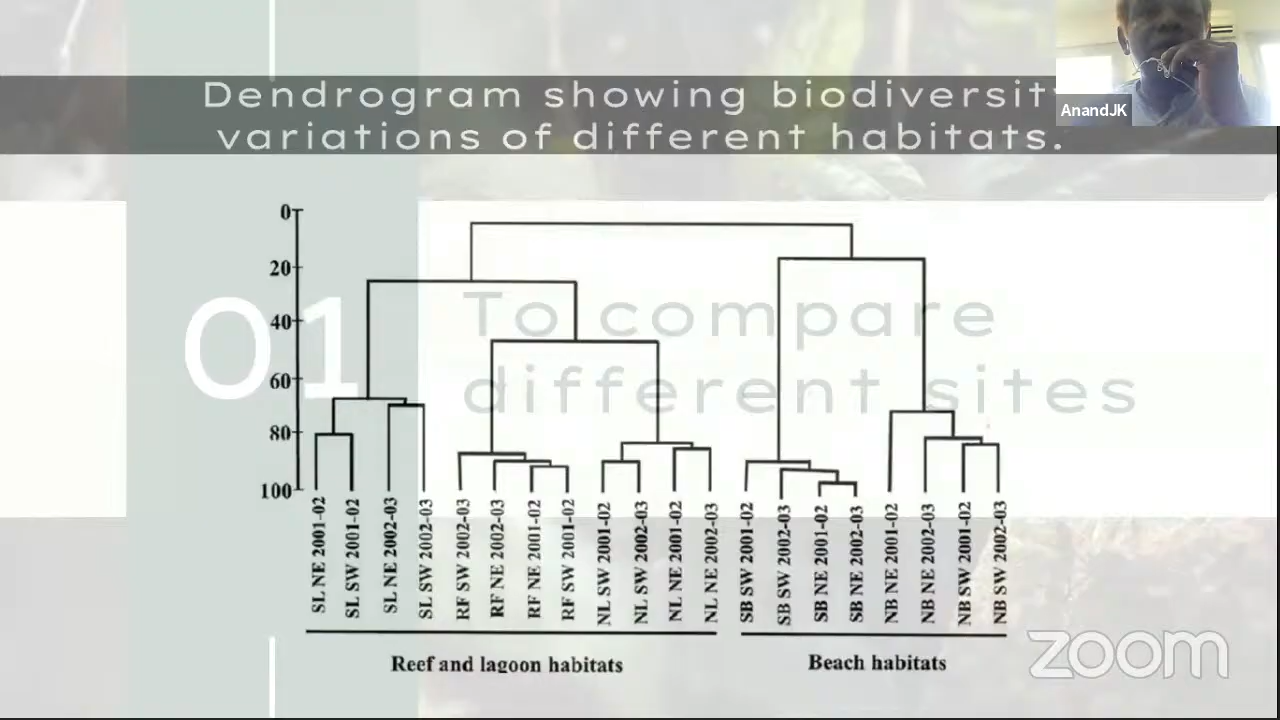 Dendrogram showing biodiversity
variations of different habitats.
AnandJK
01
To compare
different sites
0
20
40
60
80
100
SL NE 2001-02
SL SW 2001-02
SL NE 2002-03
SL SW 2002-03
RF SW 2002-03
RF NE 2002-03
RF NE 2001-02
RF SW 2001-02
NL SW 2001-02
NL SW 2002-03
NL NE 2001-02
NL NE 2002-03
SB SW 2001-02
SB SW 2002-03
SB NE 2001-02
SB NE 2002-03
NB NE 2001-02
NB NE 2002-03
NB SW 2001-02
NB SW 2002-03
Reef and lagoon habitats
Beach habitats
zoom